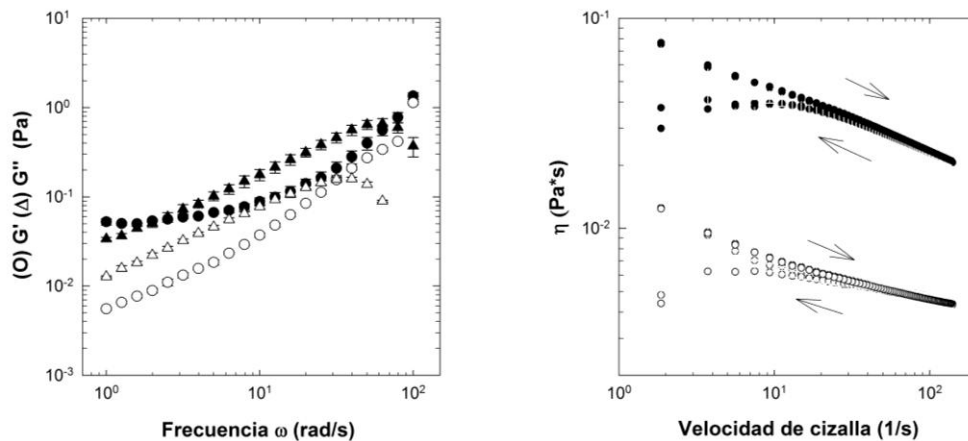 10¹
10⁰
10⁻¹
10⁻²
10⁻³
(O) G' (Δ) G'' (Pa)
10⁰ 10¹ 10²
Frecuencia ω (rad/s)
10⁻¹
10⁻²
η (Pa*s)
10⁰ 10¹ 10²
Velocidad de cizalla (1/s)